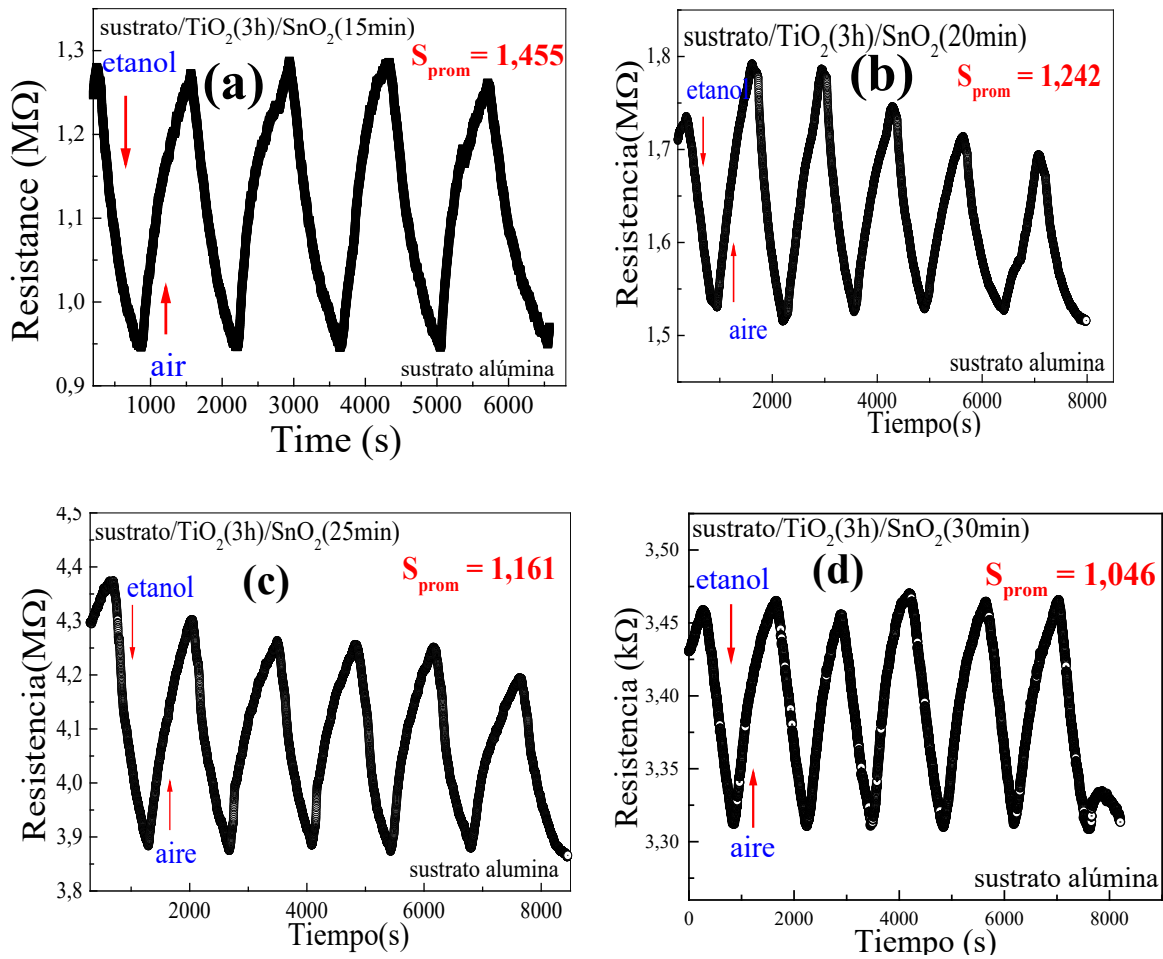 sustrato/TiO₂(3h)/SnO₂(15min)
1,3
1,2
1,1
1,0
0,9
Resistance (MΩ)
etanol
(a)
Sprom = 1,455
air
sustrato alúmina
1000 2000 3000 4000 5000 6000
Time (s)
sustrato/TiO₂(3h)/SnO₂(20min)
1,8
1,7
1,6
1,5
Resistencia(MΩ)
etanol
(b)
Sprom = 1,242
aire
sustrato alumina
2000 4000 6000 8000
Tiempo(s)
4,5
4,4
4,3
4,2
4,1
4,0
3,9
3,8
sustrato/TiO₂(3h)/SnO₂(25min)
Resistencia(MΩ)
etanol
(c)
Sprom = 1,161
aire
sustrato alumina
2000 4000 6000 8000
Tiempo(s)
sustrato/TiO₂(3h)/SnO₂(30min)
3,50
3,45
3,40
3,35
3,30
Resistencia (kΩ)
etanol
(d)
Sprom = 1,046
aire
sustrato alúmina
0 2000 4000 6000 8000
Tiempo (s)